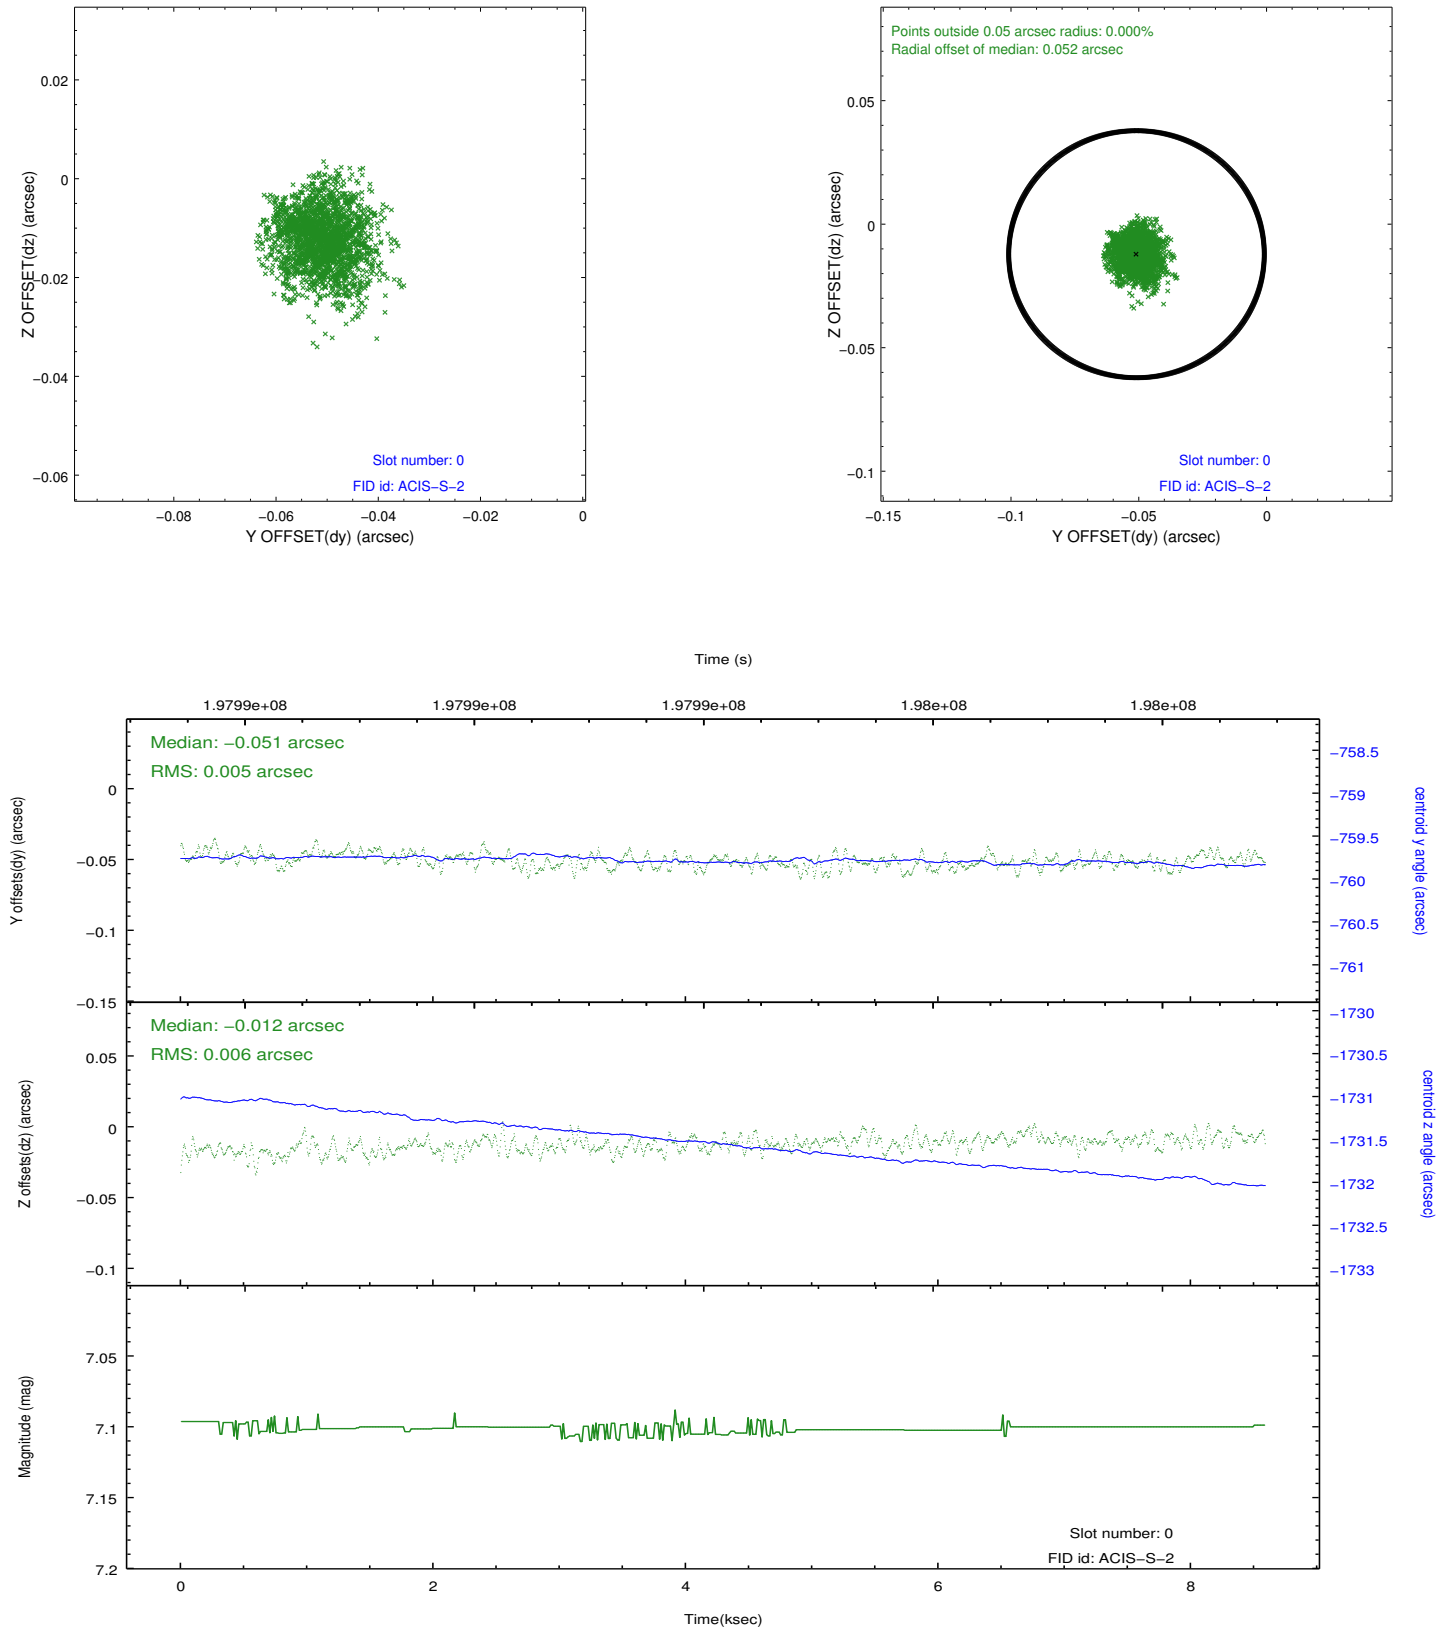 0.02
0
−0.02
−0.04
−0.06
Z OFFSET(dz) (arcsec)
Slot number: 0
FID id: ACIS−S−2
−0.08
−0.06
−0.04
−0.02
0
Y OFFSET(dy) (arcsec)
Points outside 0.05 arcsec radius: 0.000%
Radial offset of median: 0.052 arcsec
0.05
0
−0.05
−0.1
Z OFFSET(dz) (arcsec)
Slot number: 0
FID id: ACIS−S−2
−0.15
−0.1
−0.05
0
Y OFFSET(dy) (arcsec)
Time (s)
1.9799e+08
1.9799e+08
1.9799e+08
1.98e+08
1.98e+08
Median: −0.051 arcsec
RMS: 0.005 arcsec
0
−0.05
−0.1
−0.15
Y offsets(dy) (arcsec)
−758.5
−759
−759.5
−760
−760.5
−761
centroid y angle (arcsec)
Median: −0.012 arcsec
RMS: 0.006 arcsec
0.05
0
−0.05
−0.1
Z offsets(dz) (arcsec)
−1730
−1730.5
−1731
−1731.5
−1732
−1732.5
−1733
centroid z angle (arcsec)
7.05
7.1
7.15
7.2
Magnitude (mag)
Slot number: 0
FID id: ACIS−S−2
0
2
4
6
8
Time(ksec)